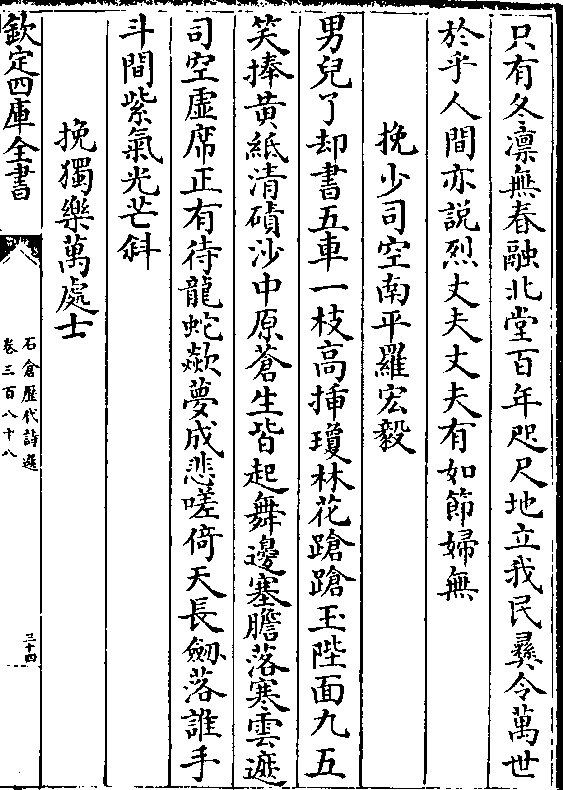 只有冬凛無春融北堂百年咫尺地立我民彛令萬世
於乎人間亦説烈丈夫丈夫有如節婦無
挽少司空南平羅宏毅
男兒了却書五車一枝高挿瓊林花蹌蹌玉陛面九五
笑捧黄紙清磧沙中原蒼生皆起舞邊塞膽落寒雲遮
司空虚席正有待龍蛇歘夢成悲嗟倚天長劒落誰手
斗間紫氣光芒斜
挽獨樂萬處士
欽定四庫全書
石倉歴代詩選
卷三百八十八
三十四